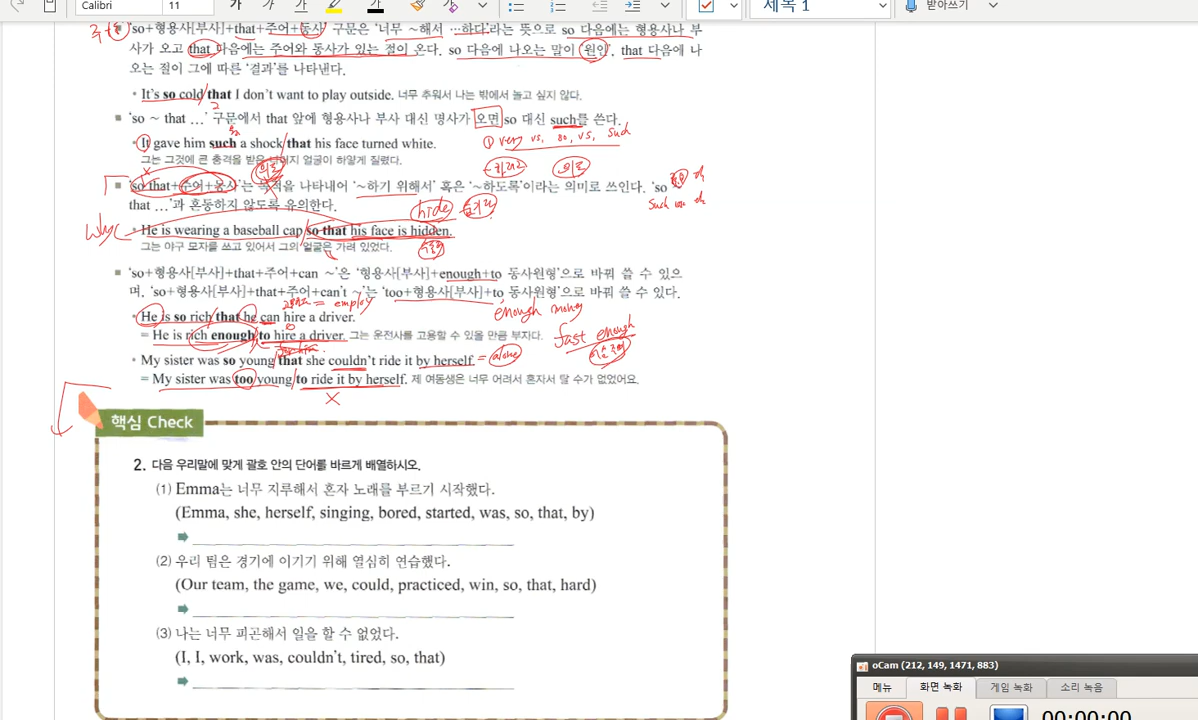 Calibri 11 가 가 가 가 제목 1 받아쓰기
'so+형용사[부사]+that+주어+동사' 구문은 '너무 ~해서 …하다'라는 뜻으로 so 다음에는 형용사나 부
사가 오고 that 다음에는 주어와 동사가 있는 절이 온다. so 다음에 나오는 말이 '원인', that 다음에 나
오는 절이 그에 따른 '결과'를 나타낸다.
• It's so cold that I don't want to play outside. 너무 추워서 나는 밖에서 놀고 싶지 않다.
2
'so ~ that …' 구문에서 that 앞에 형용사나 부사 대신 명사가 오면 so 대신 such를 쓴다.
① very vs. so, vs. such
• It gave him such a shock that his face turned white.
그는 그것에 큰 충격을 받은 나머지 얼굴이 하얗게 질렸다.
'so that+주어+동사'는 목적을 나타내어 '~하기 위해서' 혹은 '~하도록'이라는 의미로 쓰인다. 'so
that …'과 혼동하지 않도록 유의한다.
hide
why
• He is wearing a baseball cap so that his face is hidden.
그는 야구 모자를 쓰고 있어서 그의 얼굴은 가려 있었다.
'so+형용사[부사]+that+주어+can ~'은 '형용사[부사]+enough+to 동사원형'으로 바꿔 쓸 수 있으
며, 'so+형용사[부사]+that+주어+can't ~'는 'too+형용사[부사]+to 동사원형'으로 바꿔 쓸 수 있다.
= employ
enough money
• He is so rich that he can hire a driver.
= He is rich enough to hire a driver. 그는 운전사를 고용할 수 있을 만큼 부자다.
fast enough
• My sister was so young that she couldn't ride it by herself. = alone
= My sister was too young to ride it by herself. 제 여동생은 너무 어려서 혼자서 탈 수가 없었어요.
X
핵심 Check
2. 다음 우리말에 맞게 괄호 안의 단어를 바르게 배열하시오.
(1) Emma는 너무 지루해서 혼자 노래를 부르기 시작했다.
(Emma, she, herself, singing, bored, started, was, so, that, by)
(2) 우리 팀은 경기에 이기기 위해 열심히 연습했다.
(Our team, the game, we, could, practiced, win, so, that, hard)
(3) 나는 너무 피곤해서 일을 할 수 없었다.
(I, I, work, was, couldn't, tired, so, that)
oCam (212, 149, 1471, 883)
메뉴 화면 녹화 게임 녹화 소리 녹음
00:00:00